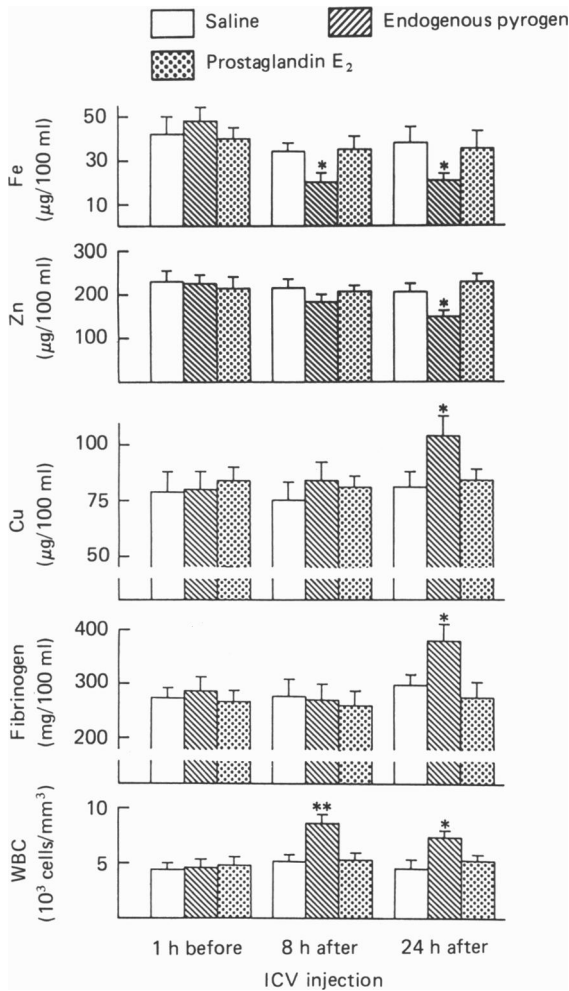 Saline
Endogenous pyrogen
Prostaglandin E₂
Fe
(µg/100 ml)
50
30
10
*
*
Zn
(µg/100 ml)
300
200
100
*
Cu
(µg/100 ml)
100
75
50
*
Fibrinogen
(mg/100 ml)
400
300
200
*
WBC
(10³ cells/mm³)
10
5
**
*
1 h before
8 h after
24 h after
ICV injection